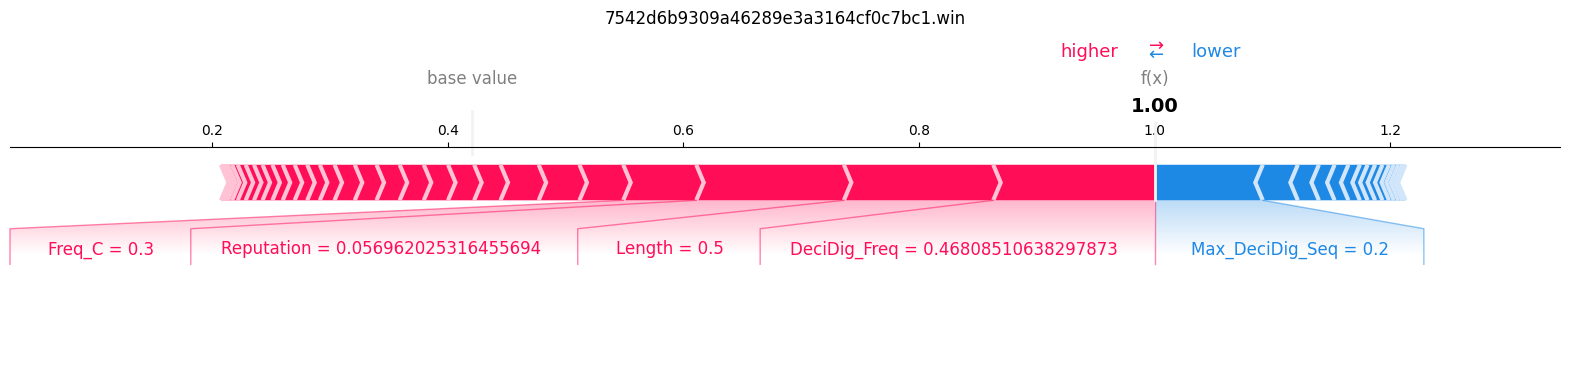 7542d6b9309a46289e3a3164cf0c7bc1.win
higher → ← lower
base value f(x)
1.00
0.2 0.4 0.6 0.8 1.0 1.2
Freq_C = 0.3 Reputation = 0.056962025316455694 Length = 0.5 DeciDig_Freq = 0.46808510638297873 Max_DeciDig_Seq = 0.2